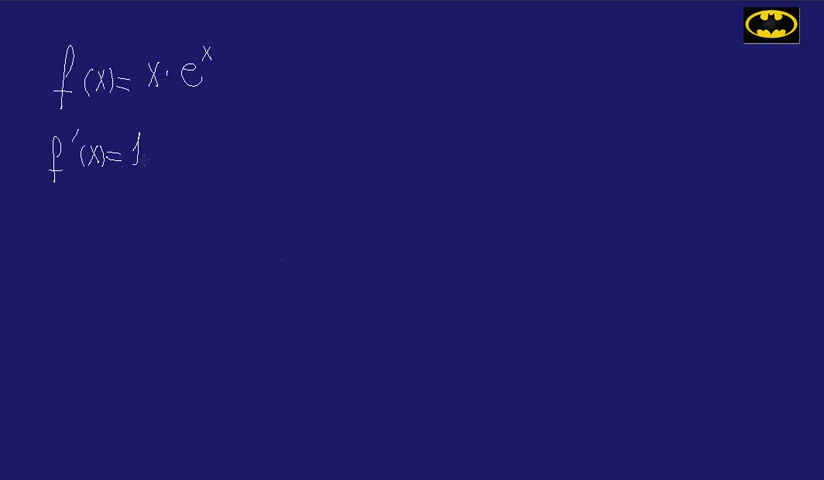 f(x)= x · e^x
f'(x)= 1